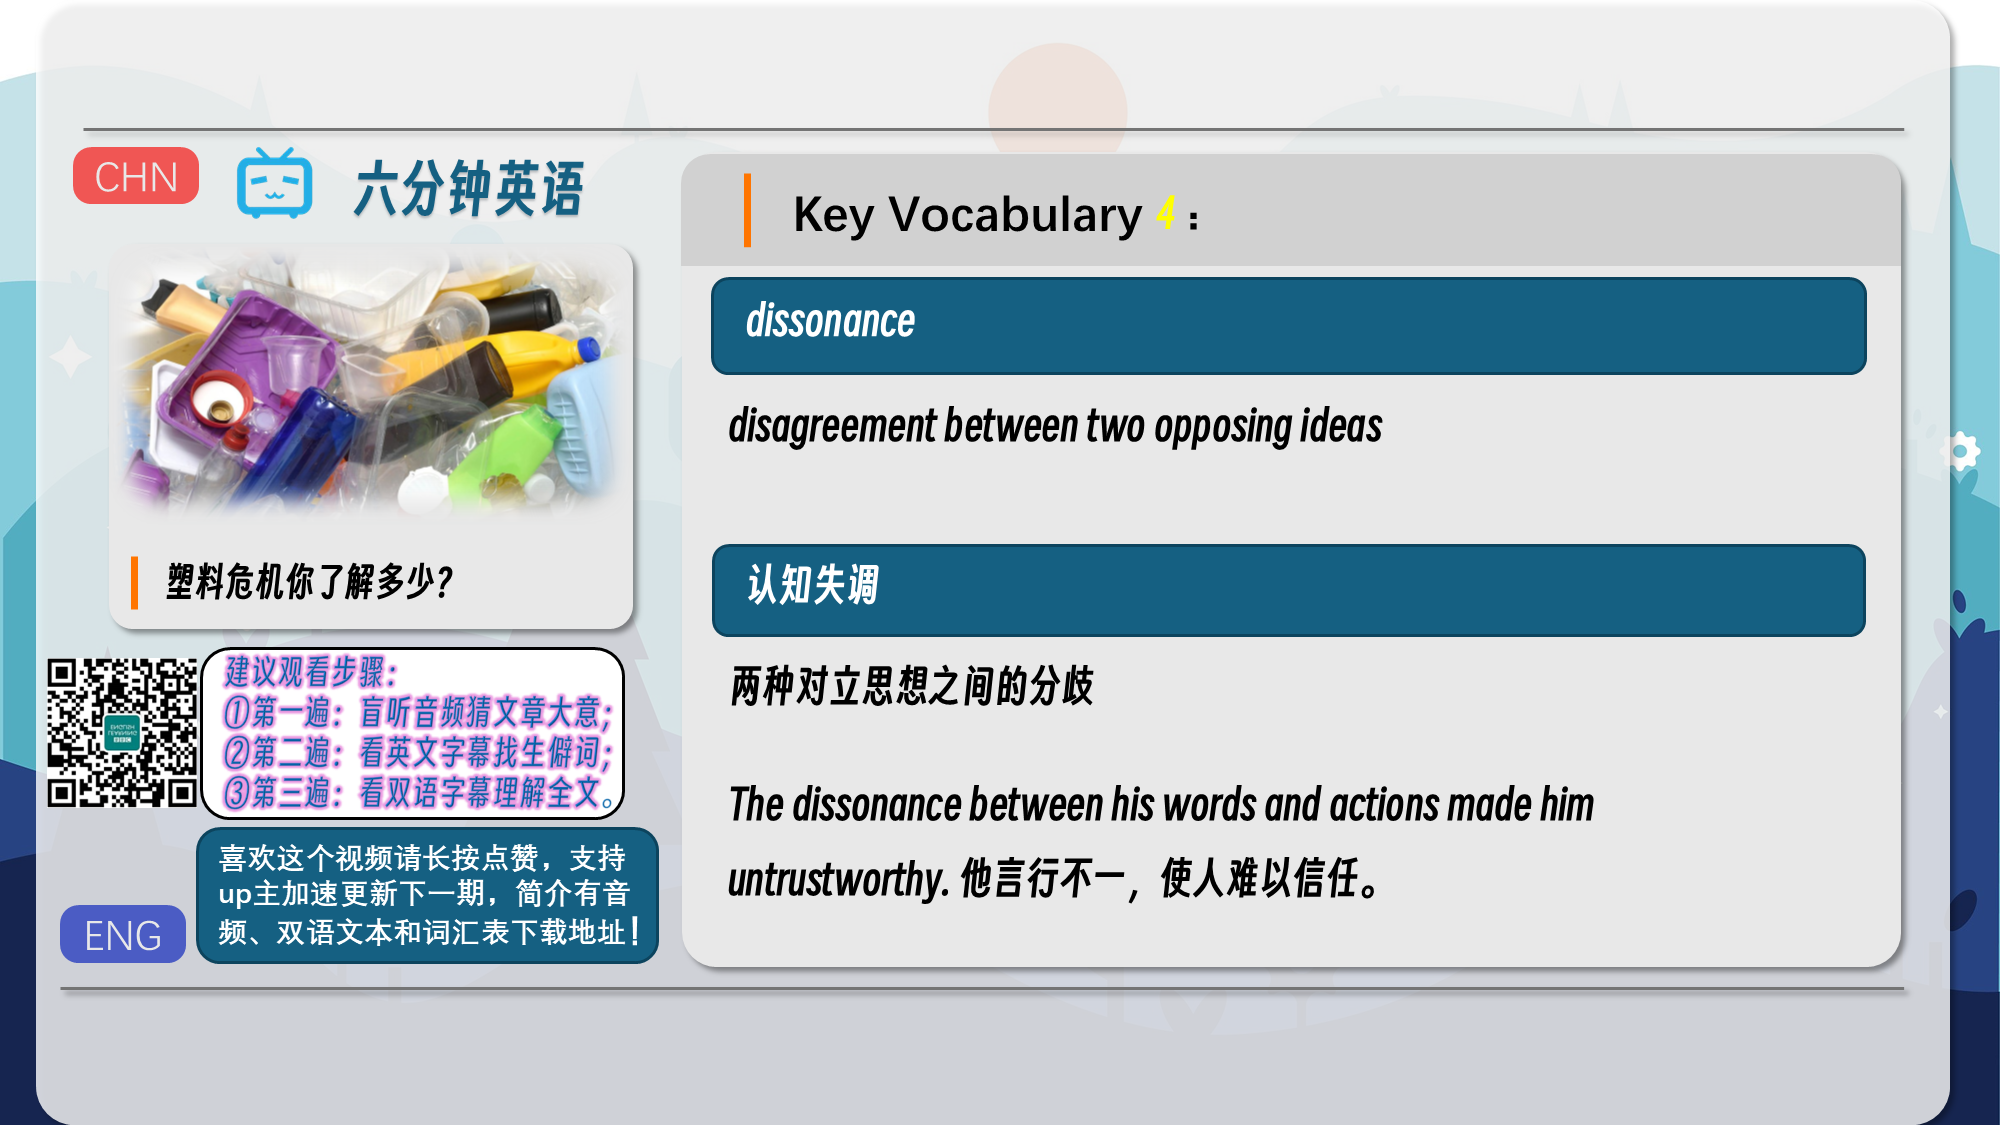 CHN
六分钟英语
塑料危机你了解多少?
建议观看步骤：
①第一遍：盲听音频猜文章大意;
②第二遍：看英文字幕找生僻词;
③第三遍：看双语字幕理解全文。
喜欢这个视频请长按点赞，支持
up主加速更新下一期，简介有音
频、双语文本和词汇表下载地址！
ENG
Key Vocabulary 4：
dissonance
disagreement between two opposing ideas
认知失调
两种对立思想之间的分歧
The dissonance between his words and actions made him
untrustworthy. 他言行不一，使人难以信任。